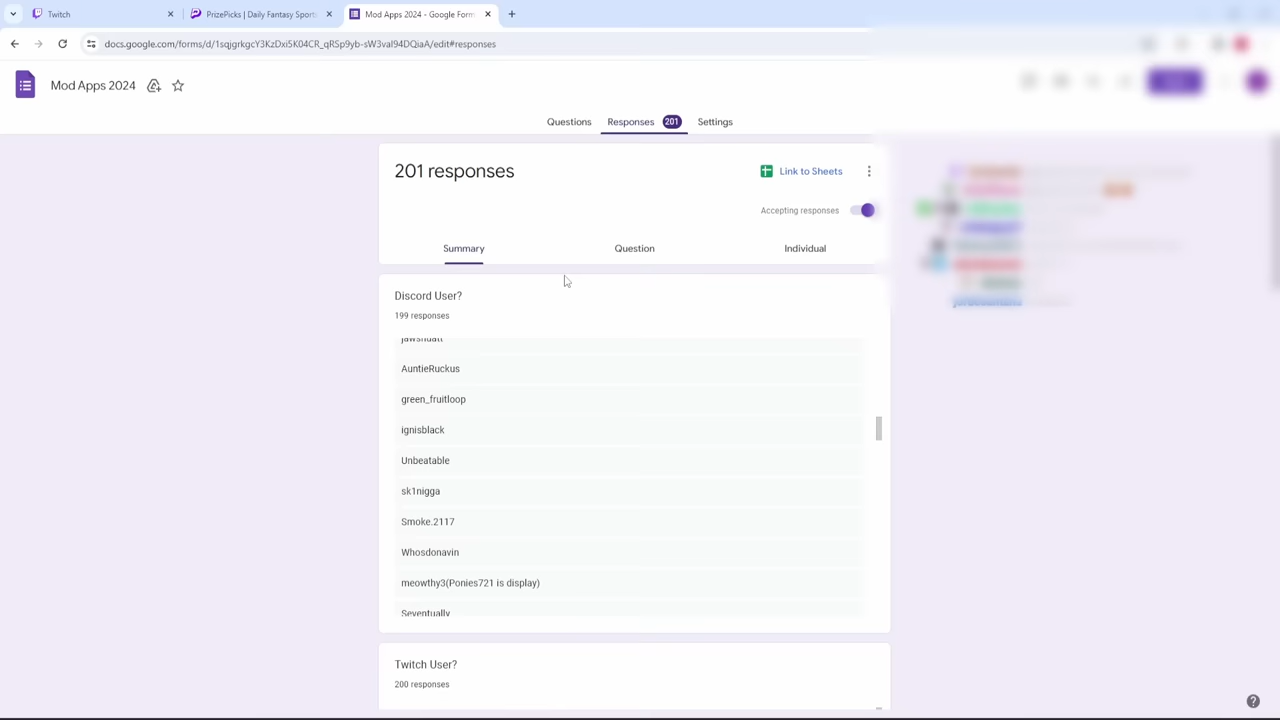 Twitch
PrizePicks | Daily Fantasy Sport
Mod Apps 2024 - Google Form
docs.google.com/forms/d/1sqjgrkgcY3KzDxi5K04CR_qRSp9yb-sW3val94DQiaA/edit#responses
Mod Apps 2024
Questions
Responses 201
Settings
201 responses
Link to Sheets
Accepting responses
Summary
Question
Individual
Discord User?
199 responses
jawsndatt
AuntieRuckus
green_fruitloop
ignisblack
Unbeatable
sk1nigga
Smoke.2117
Whosdonavin
meowthy3(Ponies721 is display)
Seventually
Twitch User?
200 responses